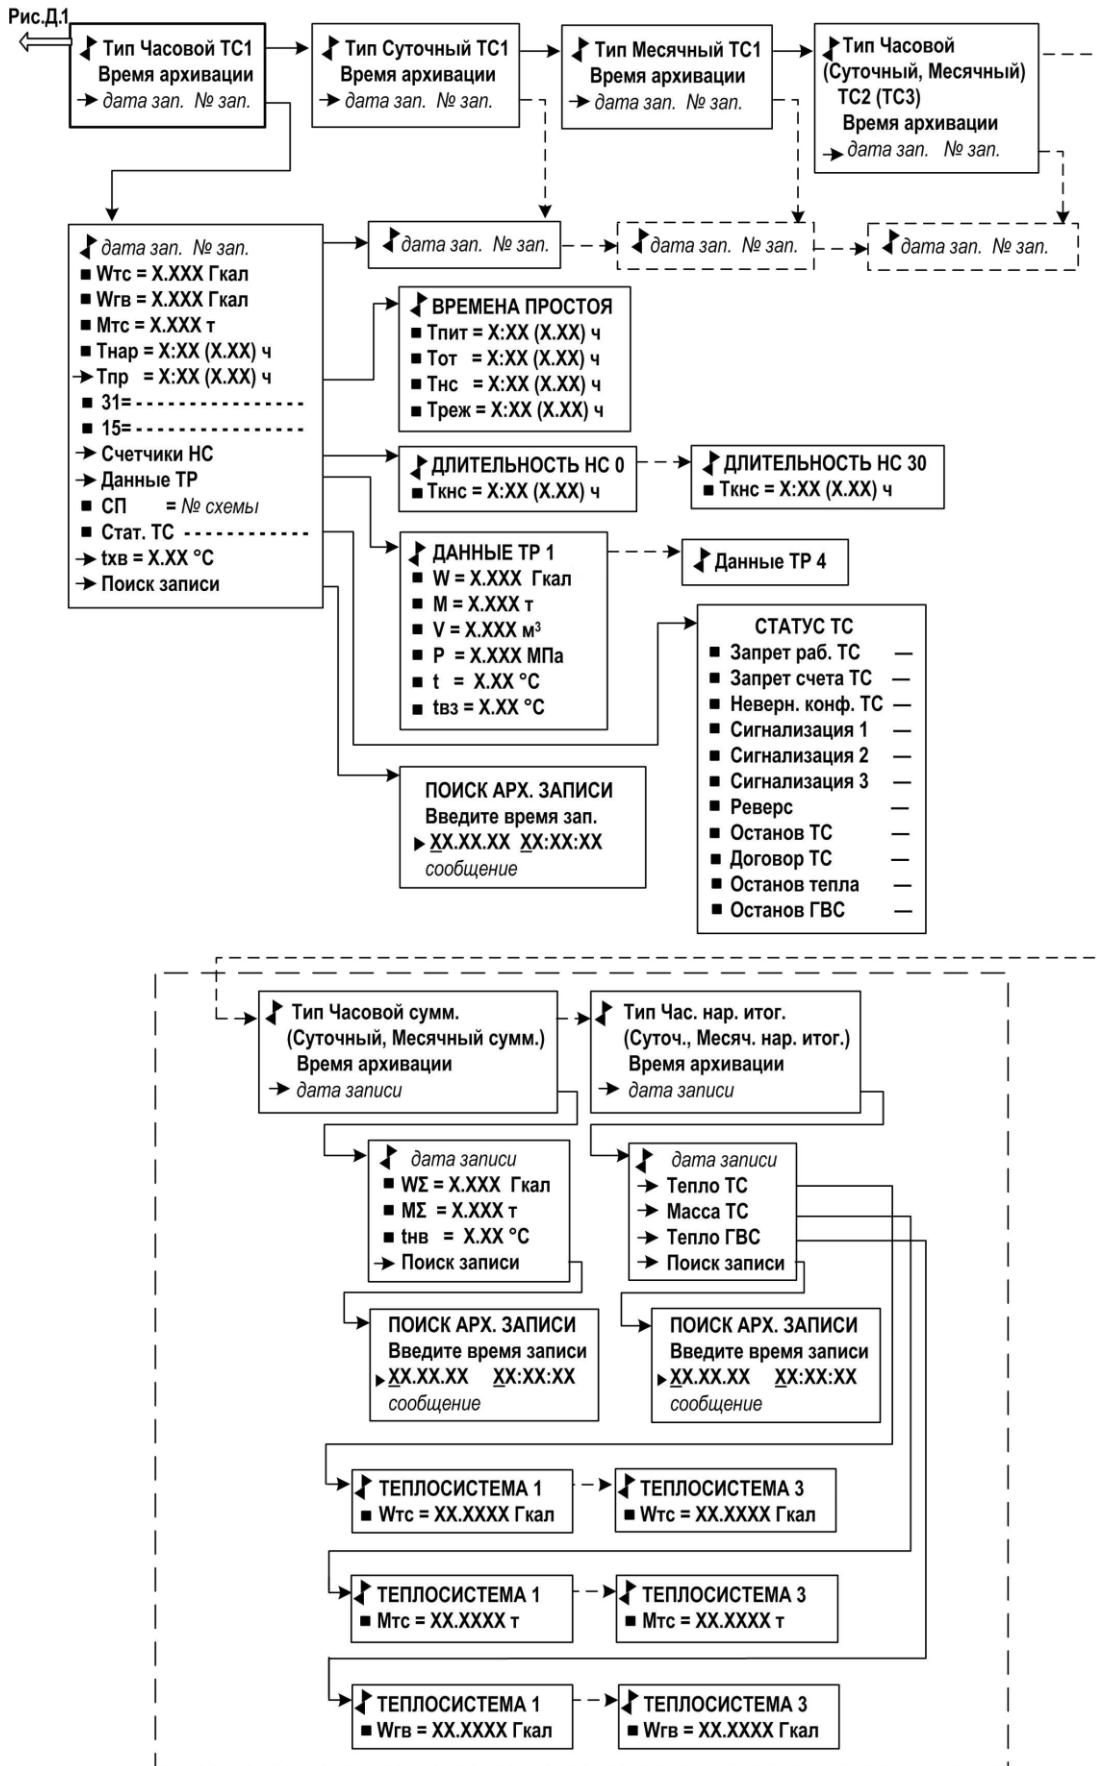 Рис.Д.1
Тип Часовой ТС1
Время архивации
дата зап. № зап.
Тип Суточный ТС1
Время архивации
дата зап. № зап.
Тип Месячный ТС1
Время архивации
дата зап. № зап.
Тип Часовой
(Суточный, Месячный)
ТС2 (ТС3)
Время архивации
дата зап. № зап.
дата зап. № зап.
Wтс = X.XXX Гкал
Wгв = X.XXX Гкал
Мтс = X.XXX т
Тнар = X:XX (X.XX) ч
Тпр = X:XX (X.XX) ч
31= - - - - - - - - - - - - - - - - -
15= - - - - - - - - - - - - - - - - -
Счетчики НС
Данные ТР
СП = № схемы
Стат. ТС - - - - - - - - - - - -
tхв = X.XX °С
Поиск записи
дата зап. № зап.
дата зап. № зап.
дата зап. № зап.
ВРЕМЕНА ПРОСТОЯ
Тпит = X:XX (X.XX) ч
Тот = X:XX (X.XX) ч
Тнс = X:XX (X.XX) ч
Треж = X:XX (X.XX) ч
ДЛИТЕЛЬНОСТЬ НС 0
Ткнс = X:XX (X.XX) ч
ДЛИТЕЛЬНОСТЬ НС 30
Ткнс = X:XX (X.XX) ч
ДАННЫЕ ТР 1
W = X.XXX Гкал
М = X.XXX т
V = X.XXX м³
Р = X.XXX МПа
t = X.XX °С
tвз = X.XX °С
Данные ТР 4
СТАТУС ТС
Запрет раб. ТС —
Запрет счета ТС —
Неверн. конф. ТС —
Сигнализация 1 —
Сигнализация 2 —
Сигнализация 3 —
Реверс —
Останов ТС —
Договор ТС —
Останов тепла —
Останов ГВС —
ПОИСК АРХ. ЗАПИСИ
Введите время зап.
XX.XX.XX XX:XX:XX
сообщение
Тип Часовой сумм.
(Суточный, Месячный сумм.)
Время архивации
дата записи
Тип Час. нар. итог.
(Суточ., Месяч. нар. итог.)
Время архивации
дата записи
дата записи
WΣ = X.XXX Гкал
МΣ = X.XXX т
tнв = X.XX °С
Поиск записи
дата записи
Тепло ТС
Масса ТС
Тепло ГВС
Поиск записи
ПОИСК АРХ. ЗАПИСИ
Введите время записи
XX.XX.XX XX:XX:XX
сообщение
ПОИСК АРХ. ЗАПИСИ
Введите время записи
XX.XX.XX XX:XX:XX
сообщение
ТЕПЛОСИСТЕМА 1
Wтс = XX.XXXX Гкал
ТЕПЛОСИСТЕМА 3
Wтс = XX.XXXX Гкал
ТЕПЛОСИСТЕМА 1
Мтс = XX.XXXX т
ТЕПЛОСИСТЕМА 3
Мтс = XX.XXXX т
ТЕПЛОСИСТЕМА 1
Wгв = XX.XXXX Гкал
ТЕПЛОСИСТЕМА 3
Wгв = XX.XXXX Гкал